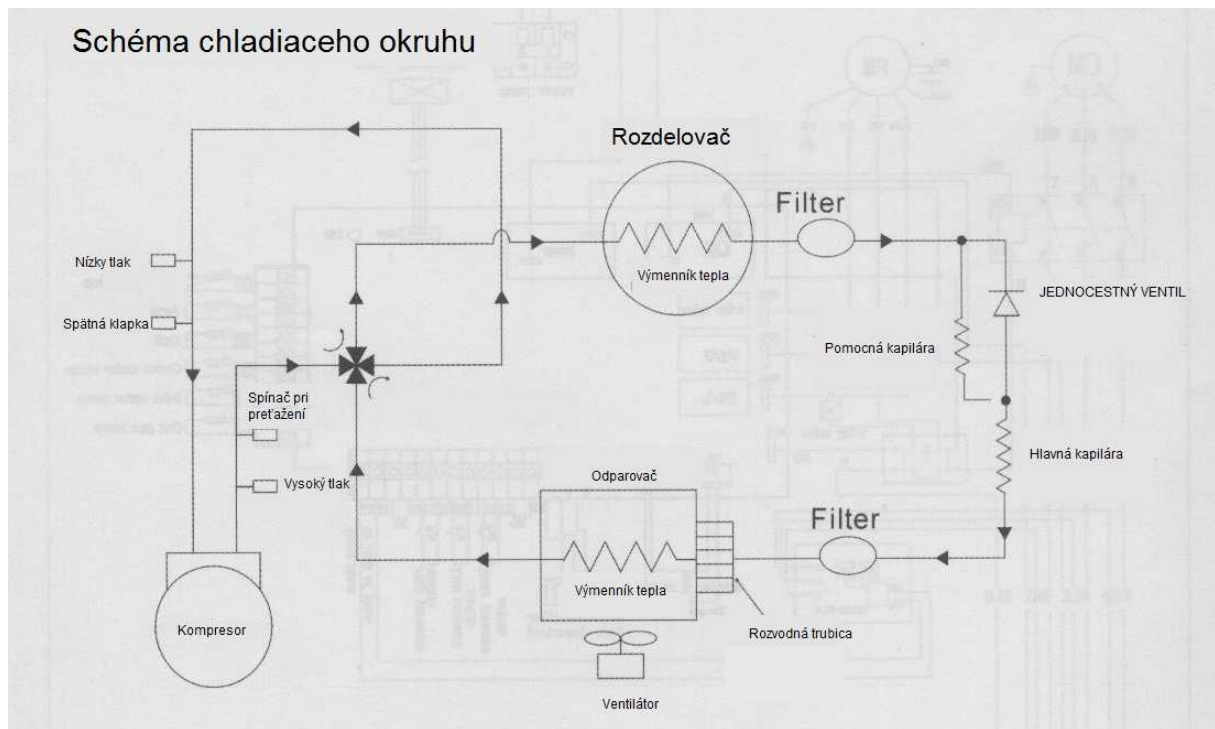 Schéma chladiaceho okruhu
Rozdelovač
Filter
Výmenník tepla
Nízky tlak
Spätná klapka
JEDNOCESTNÝ VENTIL
Pomocná kapilára
Spínač pri
preťažení
Vysoký tlak
Hlavná kapilára
Odparovač
Filter
Výmenník tepla
Rozvodná trubica
Kompresor
Ventilátor